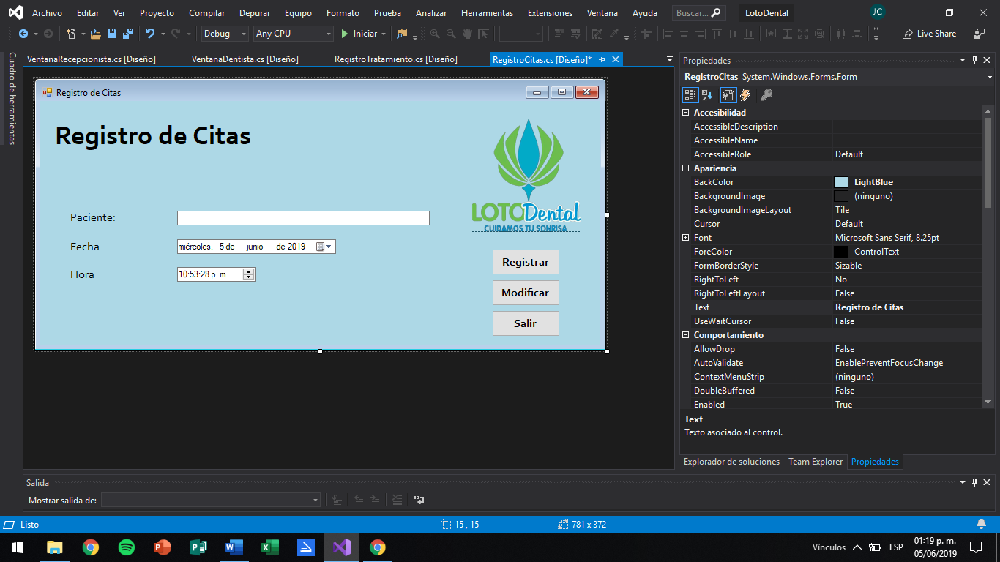 Archivo Editar Ver Proyecto Compilar Depurar Equipo Formato Prueba Analizar Herramientas Extensiones Ventana Ayuda Buscar... LotoDental JC
Debug Any CPU Iniciar Live Share
Cuadro de herramientas
VentanaRecepcionista.cs [Diseño] VentanaDentista.cs [Diseño] RegistroTratamiento.cs [Diseño] RegistroCitas.cs [Diseño]*
Registro de Citas
Registro de Citas
LOTO Dental
CUIDAMOS TU SONRISA
Paciente:
Fecha miércoles, 5 de junio de 2019
Hora 10:53:28 p. m.
Registrar
Modificar
Salir
Propiedades
RegistroCitas System.Windows.Forms.Form
Accesibilidad
AccessibleDescription
AccessibleName
AccessibleRole Default
Apariencia
BackColor LightBlue
BackgroundImage (ninguno)
BackgroundImageLayout Tile
Cursor Default
Font Microsoft Sans Serif, 8.25pt
ForeColor ControlText
FormBorderStyle Sizable
RightToLeft No
RightToLeftLayout False
Text Registro de Citas
UseWaitCursor False
Comportamiento
AllowDrop False
AutoValidate EnablePreventFocusChange
ContextMenuStrip (ninguno)
DoubleBuffered False
Enabled True
Text
Texto asociado al control.
Explorador de soluciones Team Explorer Propiedades
Salida
Mostrar salida de:
Listo 15 , 15 781 x 372
Vínculos ESP 01:19 p. m.
05/06/2019